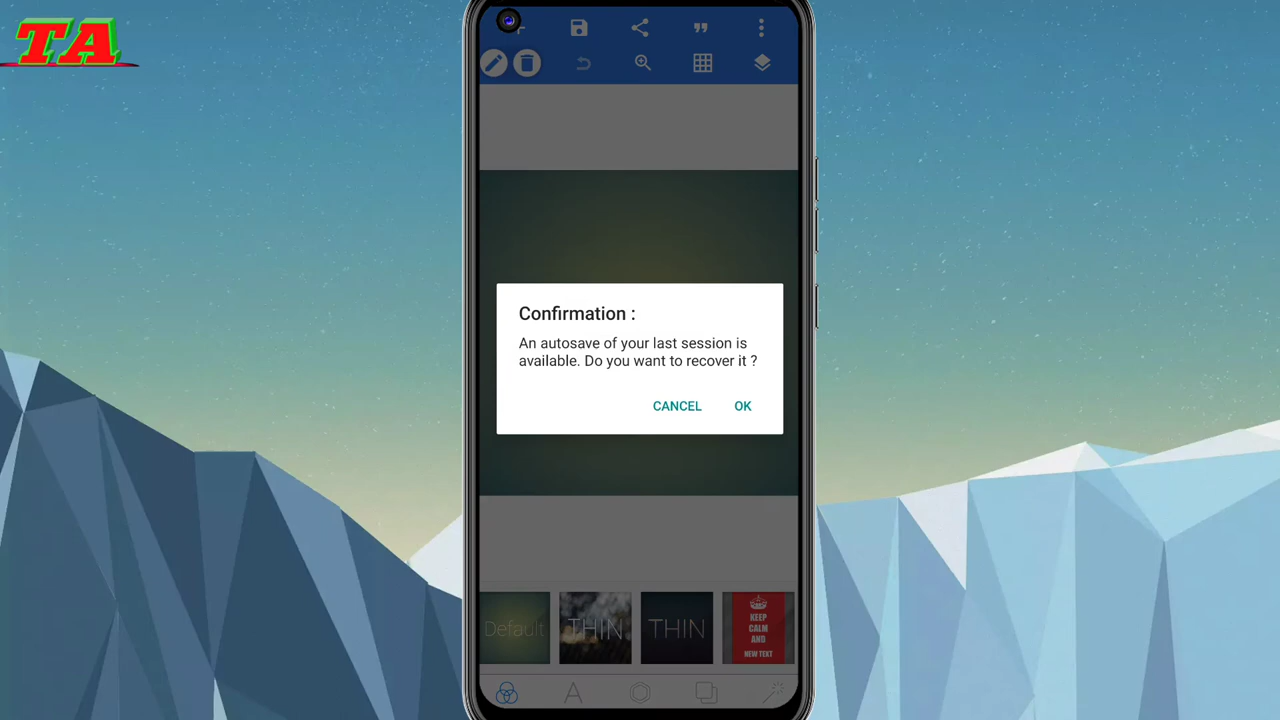 TA
Confirmation :
An autosave of your last session is
available. Do you want to recover it ?
CANCEL OK
Default THIN THIN KEEP
CALM
AND
NEW TEXT
A